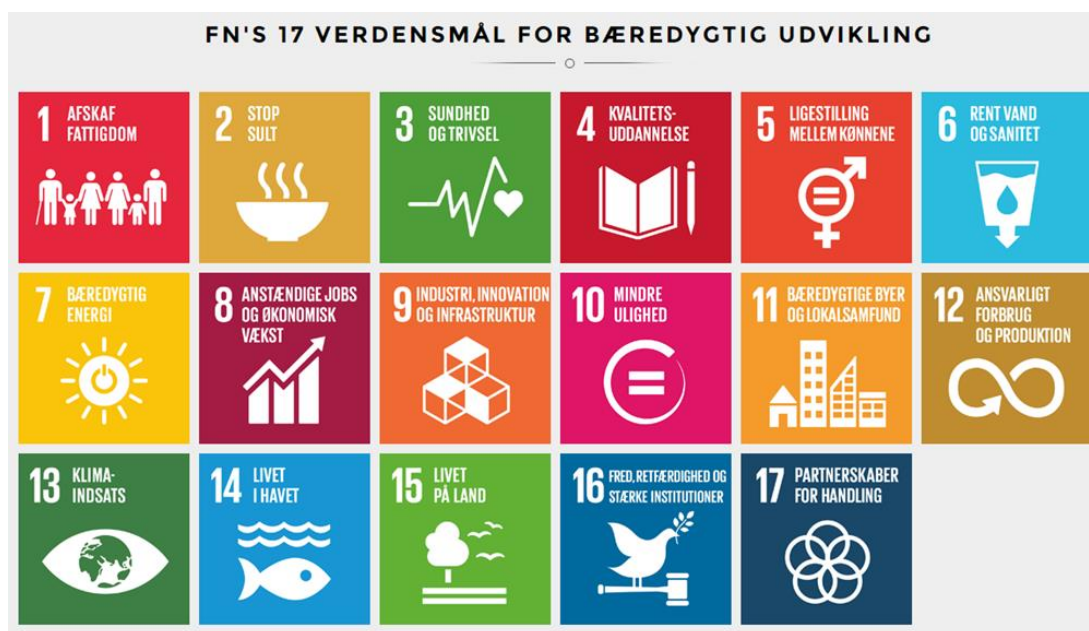 FN'S 17 VERDENSMÅL FOR BÆREDYGTIG UDVIKLING
1 AFSKAF
FATTIGDOM
2 STOP
SULT
3 SUNDHED
OG TRIVSEL
4 KVALITETS-
UDDANNELSE
5 LIGESTILLING
MELLEM KØNNENE
6 RENT VAND
OG SANITET
7 BÆREDYGTIG
ENERGI
8 ANSTÆNDIGE JOBS
OG ØKONOMISK
VÆKST
9 INDUSTRI, INNOVATION
OG INFRASTRUKTUR
10 MINDRE
ULIGHED
11 BÆREDYGTIGE BYER
OG LOKALSAMFUND
12 ANSVARLIGT
FORBRUG
OG PRODUKTION
13 KLIMA-
INDSATS
14 LIVET
I HAVET
15 LIVET
PÅ LAND
16 FRED, RETFÆRDIGHED OG
STÆRKE INSTITUTIONER
17 PARTNERSKABER
FOR HANDLING